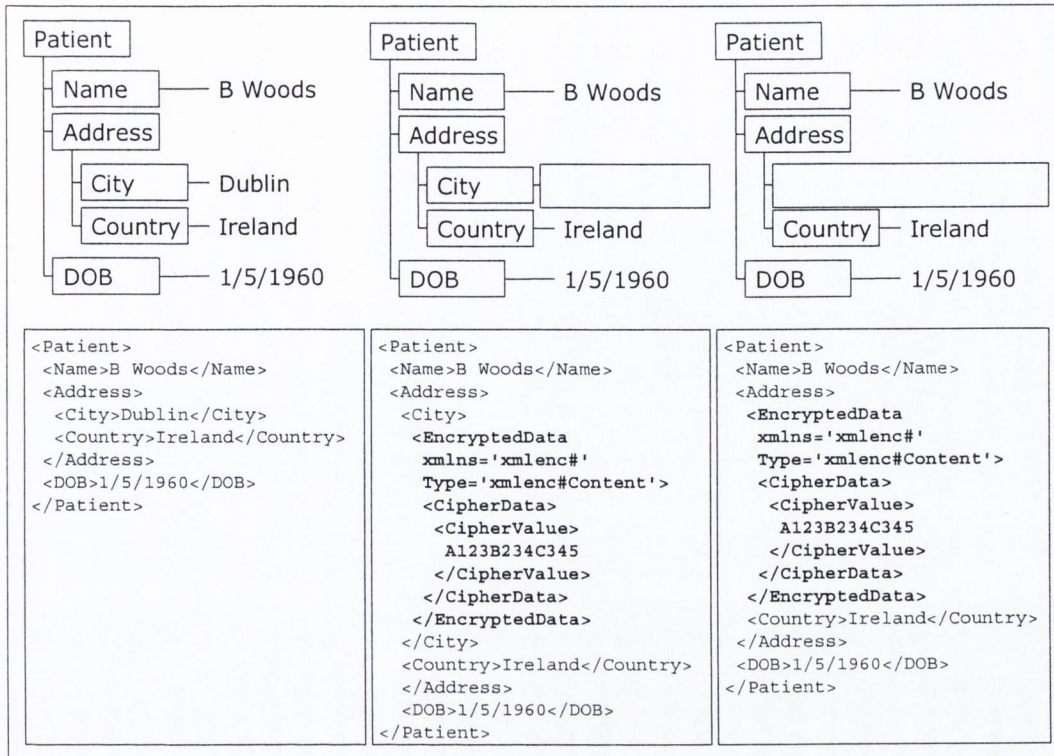 Patient
Name B Woods
Address
City Dublin
Country Ireland
DOB 1/5/1960
Patient
Name B Woods
Address
City
Country Ireland
DOB 1/5/1960
Patient
Name B Woods
Address
Country Ireland
DOB 1/5/1960
<Patient>
<Name>B Woods</Name>
<Address>
<City>Dublin</City>
<Country>Ireland</Country>
</Address>
<DOB>1/5/1960</DOB>
</Patient>
<Patient>
<Name>B Woods</Name>
<Address>
<City>
<EncryptedData
xmlns='xmlenc#'
Type='xmlenc#Content'>
<CipherData>
<CipherValue>
A123B234C345
</CipherValue>
</CipherData>
</EncryptedData>
</City>
<Country>Ireland</Country>
</Address>
<DOB>1/5/1960</DOB>
</Patient>
<Patient>
<Name>B Woods</Name>
<Address>
<EncryptedData
xmlns='xmlenc#'
Type='xmlenc#Content'>
<CipherData>
<CipherValue>
A123B234C345
</CipherValue>
</CipherData>
</EncryptedData>
<Country>Ireland</Country>
</Address>
<DOB>1/5/1960</DOB>
</Patient>